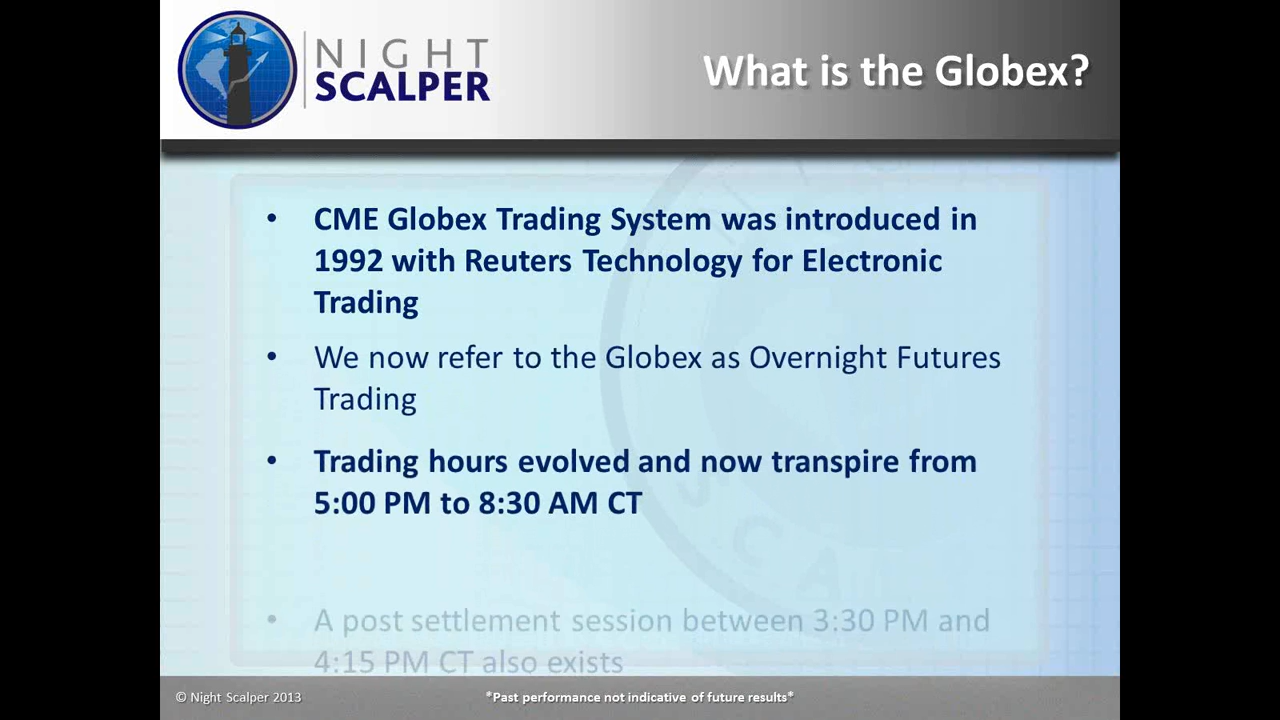 NIGHT
SCALPER
What is the Globex?
• CME Globex Trading System was introduced in
1992 with Reuters Technology for Electronic
Trading
• We now refer to the Globex as Overnight Futures
Trading
• Trading hours evolved and now transpire from
5:00 PM to 8:30 AM CT
• A post settlement session between 3:30 PM and
4:15 PM CT also exists
© Night Scalper 2013
*Past performance not indicative of future results*